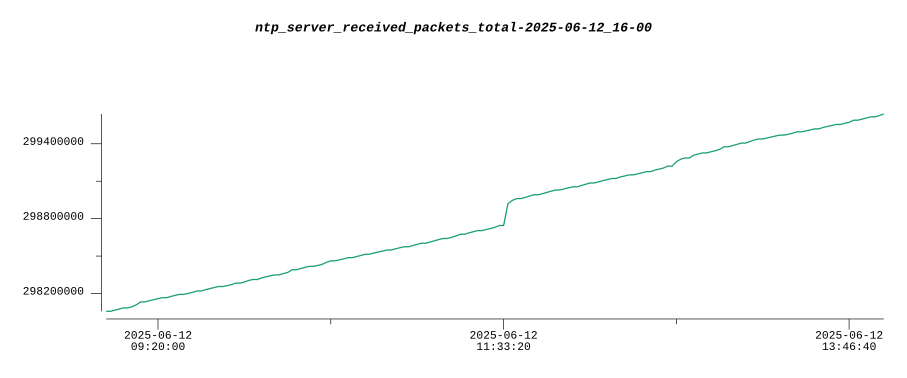 ntp_server_received_packets_total-2025-06-12_16-00
299400000
298800000
298200000
2025-06-12 2025-06-12 2025-06-12
09:20:00 11:33:20 13:46:40